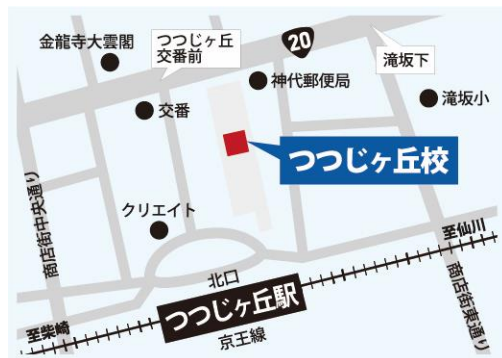 金龍寺大雲閣
つつじヶ丘
交番前
20
滝坂下
神代郵便局
滝坂小
交番
つつじヶ丘校
クリエイト
商店街中央通り
至仙川
北口
つつじヶ丘駅
京王線
至柴崎
商店街東通り